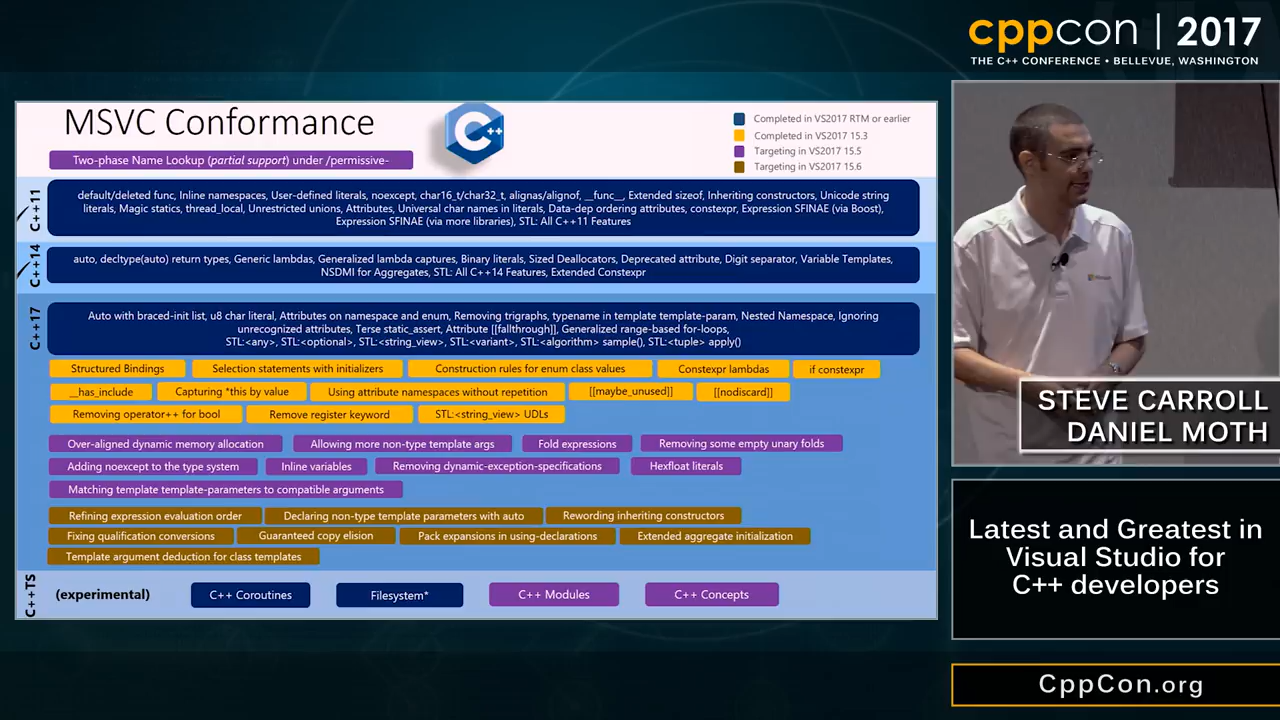 cppcon | 2017
THE C++ CONFERENCE • BELLEVUE, WASHINGTON
MSVC Conformance
C++
Two-phase Name Lookup (partial support) under /permissive-
Completed in VS2017 RTM or earlier
Completed in VS2017 15.3
Targeting in VS2017 15.5
Targeting in VS2017 15.6
C++11
default/deleted func, Inline namespaces, User-defined literals, noexcept, char16_t/char32_t, alignas/alignof, __func__, Extended sizeof, Inheriting constructors, Unicode string
literals, Magic statics, thread_local, Unrestricted unions, Attributes, Universal char names in literals, Data-dep ordering attributes, constexpr, Expression SFINAE (via Boost),
Expression SFINAE (via more libraries), STL: All C++11 Features
C++14
auto, decltype(auto) return types, Generic lambdas, Generalized lambda captures, Binary literals, Sized Deallocators, Deprecated attribute, Digit separator, Variable Templates,
NSDMI for Aggregates, STL: All C++14 Features, Extended Constexpr
C++17
Auto with braced-init list, u8 char literal, Attributes on namespace and enum, Removing trigraphs, typename in template template-param, Nested Namespace, Ignoring
unrecognized attributes, Terse static_assert, Attribute [[fallthrough]], Generalized range-based for-loops,
STL:<any>, STL:<optional>, STL:<string_view>, STL:<variant>, STL:<algorithm> sample(), STL:<tuple> apply()
Structured Bindings Selection statements with initializers Construction rules for enum class values Constexpr lambdas if constexpr
__has_include Capturing *this by value Using attribute namespaces without repetition [[maybe_unused]] [[nodiscard]]
Removing operator++ for bool Remove register keyword STL:<string_view> UDLs
Over-aligned dynamic memory allocation Allowing more non-type template args Fold expressions Removing some empty unary folds
Adding noexcept to the type system Inline variables Removing dynamic-exception-specifications Hexfloat literals
Matching template template-parameters to compatible arguments
Refining expression evaluation order Declaring non-type template parameters with auto Rewording inheriting constructors
Fixing qualification conversions Guaranteed copy elision Pack expansions in using-declarations Extended aggregate initialization
Template argument deduction for class templates
C++TS
(experimental) C++ Coroutines Filesystem* C++ Modules C++ Concepts
Microsoft
STEVE CARROLL
DANIEL MOTH
Latest and Greatest in
Visual Studio for
C++ developers
CppCon.org